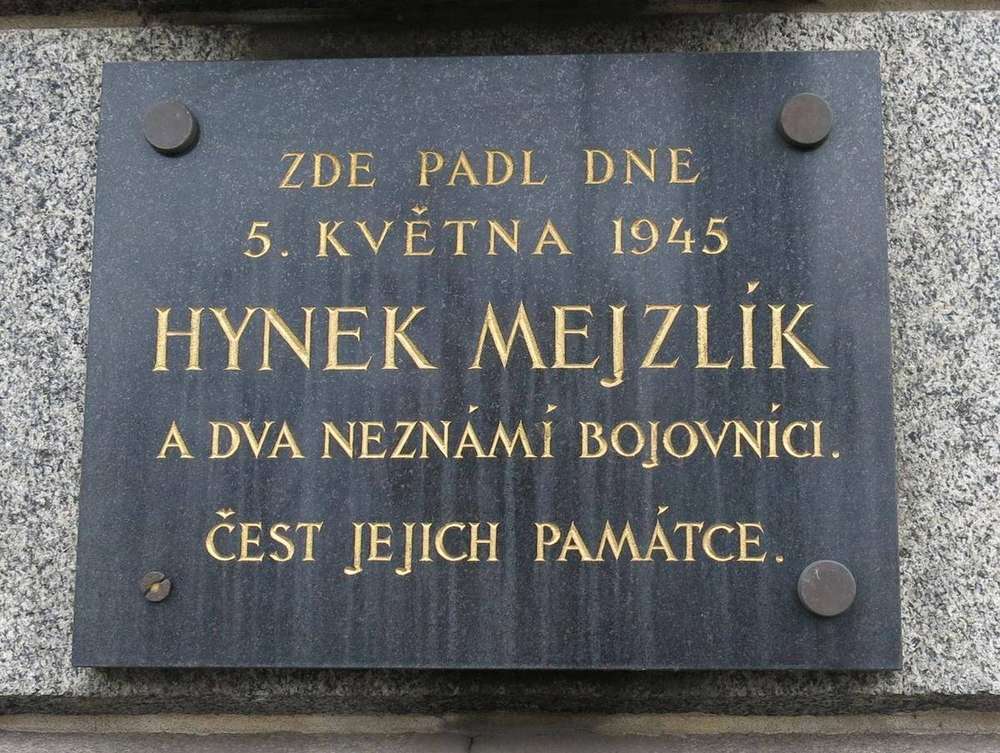 ZDE PADL DNE
5. KVĚTNA 1945
HYNEK MEJZLÍK
A DVA NEZNÁMÍ BOJOVNÍCI.
ČEST JEJICH PAMÁTCE.